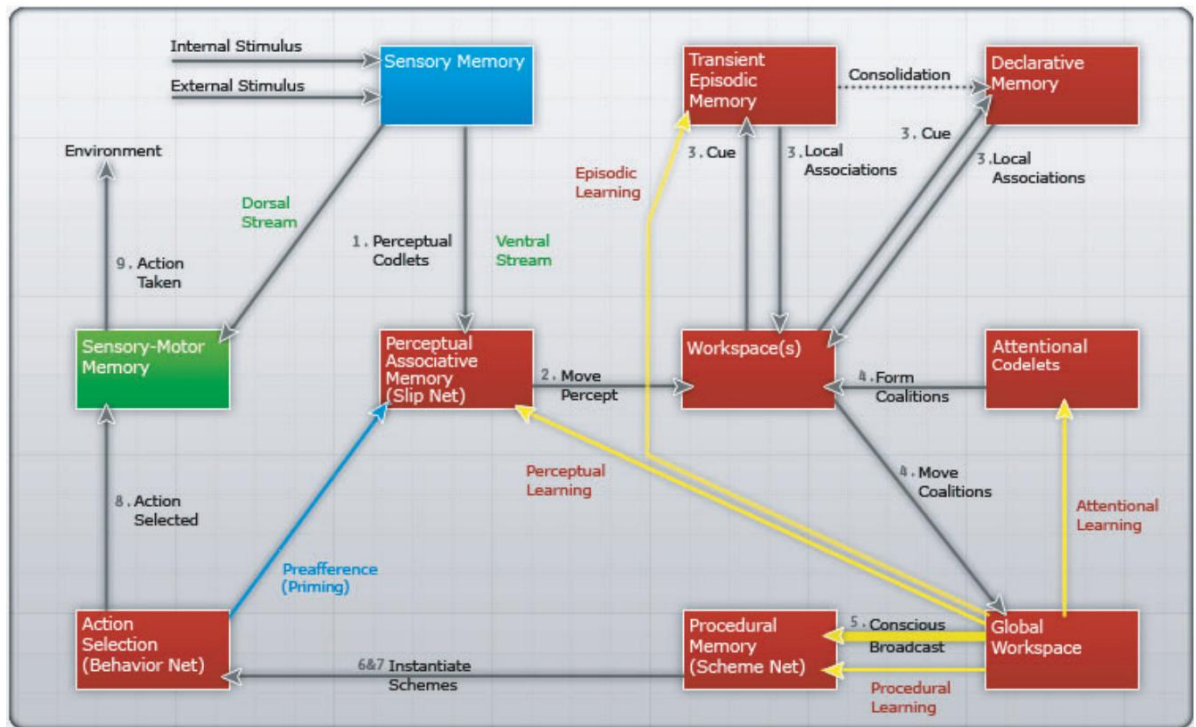 Internal Stimulus
External Stimulus
Sensory Memory
Transient
Episodic
Memory
Consolidation
Declarative
Memory
Environment
Dorsal
Stream
1. Perceptual
Codlets
Ventral
Stream
Episodic
Learning
3. Cue
3. Local
Associations
3. Cue
3. Local
Associations
9. Action
Taken
Sensory-Motor
Memory
Perceptual
Associative
Memory
(Slip Net)
2. Move
Percept
Workspace(s)
4. Form
Coalitions
Attentional
Codelets
8. Action
Selected
Preafference
(Priming)
Perceptual
Learning
4. Move
Coalitions
Attentional
Learning
Action
Selection
(Behavior Net)
6&7 Instantiate
Schemes
Procedural
Memory
(Scheme Net)
5. Conscious
Broadcast
Procedural
Learning
Global
Workspace